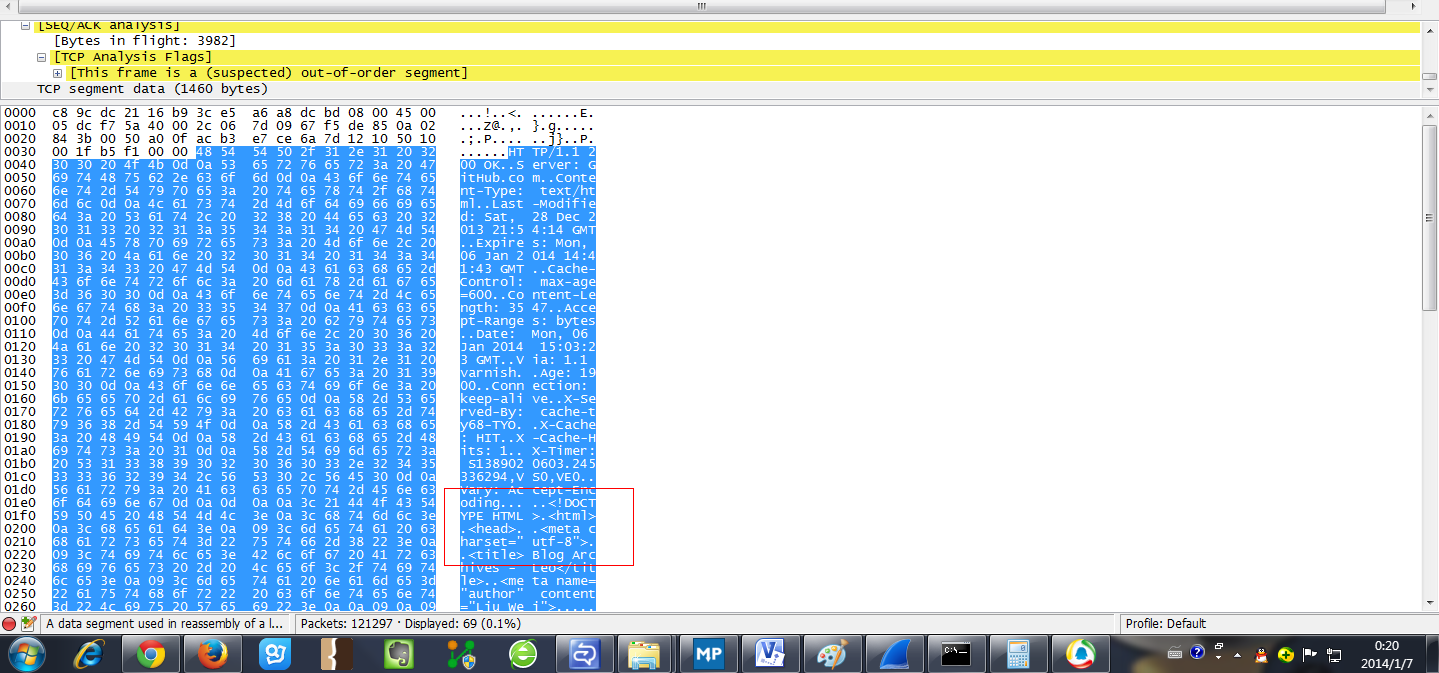 [SEQ/ACK analysis]
[Bytes in flight: 3982]
[TCP Analysis Flags]
[This frame is a (suspected) out-of-order segment]
TCP segment data (1460 bytes)
0000 c8 9c dc 21 16 b9 3c e5 a6 a8 dc bd 08 00 45 00 ...!..<. ......E.
0010 05 dc f7 5a 40 00 2c 06 7d 09 67 f5 de 85 0a 02 ...Z@.,. }.g.....
0020 84 3b 00 50 a0 0f ac b3 e7 ce 6a 7d 12 10 50 10 .;.P.... ..j}..P.
0030 00 1f b5 f1 00 00 48 54 54 50 2f 31 2e 31 20 32 ......HT TP/1.1 2
0040 30 30 20 4f 4b 0d 0a 53 65 72 76 65 72 3a 20 47 00 OK..S erver: G
0050 69 74 48 75 62 2e 63 6f 6d 0d 0a 43 6f 6e 74 65 itHub.co m..Conte
0060 6e 74 2d 54 79 70 65 3a 20 74 65 78 74 2f 68 74 nt-Type: text/ht
0070 6d 6c 0d 0a 4c 61 73 74 2d 4d 6f 64 69 66 69 65 ml..Last -Modifie
0080 64 3a 20 53 61 74 2c 20 32 38 20 44 65 63 20 32 d: Sat, 28 Dec 2
0090 30 31 33 20 32 31 3a 35 34 3a 31 34 20 47 4d 54 013 21:5 4:14 GMT
00a0 0d 0a 45 78 70 69 72 65 73 3a 20 4d 6f 6e 2c 20 ..Expire s: Mon,
00b0 30 36 20 4a 61 6e 20 32 30 31 34 20 31 34 3a 34 06 Jan 2 014 14:4
00c0 31 3a 34 33 20 47 4d 54 0d 0a 43 61 63 68 65 2d 1:43 GMT ..Cache-
00d0 43 6f 6e 74 72 6f 6c 3a 20 6d 61 78 2d 61 67 65 Control: max-age
00e0 3d 36 30 30 0d 0a 43 6f 6e 74 65 6e 74 2d 4c 65 =600..Co ntent-Le
00f0 6e 67 74 68 3a 20 33 35 34 37 0d 0a 41 63 63 65 ngth: 35 47..Acce
0100 70 74 2d 52 61 6e 67 65 73 3a 20 62 79 74 65 73 pt-Range s: bytes
0110 0d 0a 44 61 74 65 3a 20 4d 6f 6e 2c 20 30 36 20 ..Date: Mon, 06
0120 4a 61 6e 20 32 30 31 34 20 31 35 3a 30 33 3a 32 Jan 2014 15:03:2
0130 33 20 47 4d 54 0d 0a 56 69 61 3a 20 31 2e 31 20 3 GMT..V ia: 1.1
0140 76 61 72 6e 69 73 68 0d 0a 41 67 65 3a 20 31 39 varnish. .Age: 19
0150 30 30 0d 0a 43 6f 6e 6e 65 63 74 69 6f 6e 3a 20 00..Conn ection:
0160 6b 65 65 70 2d 61 6c 69 76 65 0d 0a 58 2d 53 65 keep-ali ve..X-Se
0170 72 76 65 64 2d 42 79 3a 20 63 61 63 68 65 2d 74 rved-By: cache-t
0180 79 36 38 2d 54 59 4f 0d 0a 58 2d 43 61 63 68 65 y68-TYO. .X-Cache
0190 3a 20 48 49 54 0d 0a 58 2d 43 61 63 68 65 2d 48 : HIT..X -Cache-H
01a0 69 74 73 3a 20 31 0d 0a 58 2d 54 69 6d 65 72 3a its: 1.. X-Timer:
01b0 20 53 31 33 38 39 30 32 30 36 30 33 2e 32 34 35 S138902 0603.245
01c0 33 33 36 32 39 34 2c 56 53 30 2c 56 45 30 0d 0a 336294,V S0,VE0..
01d0 56 61 72 79 3a 20 41 63 63 65 70 74 2d 45 6e 63 Vary: Ac cept-Enc
01e0 6f 64 69 6e 67 0d 0a 0d 0a 0a 3c 21 44 4f 43 54 oding... ..<!DOCT
01f0 59 50 45 20 48 54 4d 4c 3e 0a 3c 68 74 6d 6c 3e YPE HTML >.<html>
0200 0a 3c 68 65 61 64 3e 0a 09 3c 6d 65 74 61 20 63 .<head>. .<meta c
0210 68 61 72 73 65 74 3d 22 75 74 66 2d 38 22 3e 0a harset=" utf-8">.
0220 09 3c 74 69 74 6c 65 3e 42 6c 6f 67 20 41 72 63 .<title> Blog Arc
0230 68 69 76 65 73 20 2d 20 4c 65 6f 3c 2f 74 69 74 hives - Leo</tit
0240 6c 65 3e 0a 09 3c 6d 65 74 61 20 6e 61 6d 65 3d le>..<me ta name=
0250 22 61 75 74 68 6f 72 22 20 63 6f 6e 74 65 6e 74 "author" content
0260 3d 22 4c 69 75 20 57 65 69 22 3e 0a 0a 09 0a 09 ="Liu We i">.....
A data segment used in reassembly of a l... Packets: 121297 · Displayed: 69 (0.1%) Profile: Default
MP
C:\_
0:20
2014/1/7